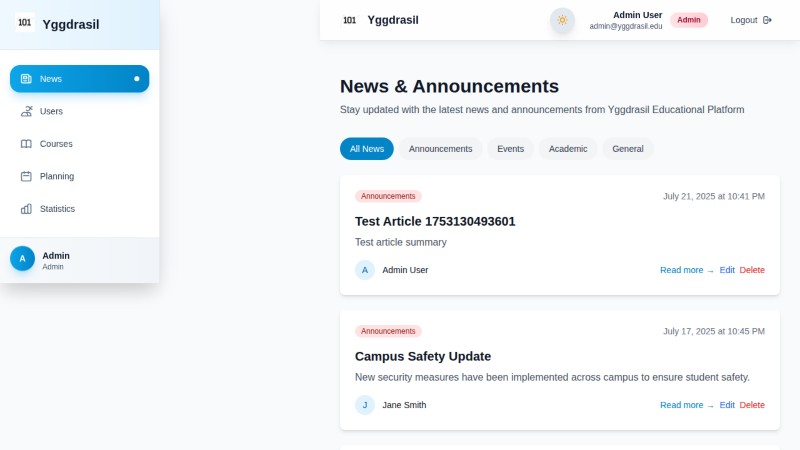 101 Yggdrasil
News
Users
Courses
Planning
Statistics
A
Admin
Admin
101 Yggdrasil
Admin User
admin@yggdrasil.edu
Admin
Logout
News & Announcements
Stay updated with the latest news and announcements from Yggdrasil Educational Platform
All News Announcements Events Academic General
Announcements July 21, 2025 at 10:41 PM
Test Article 1753130493601
Test article summary
A Admin User Read more → Edit Delete
Announcements July 17, 2025 at 10:45 PM
Campus Safety Update
New security measures have been implemented across campus to ensure student safety.
J Jane Smith Read more → Edit Delete